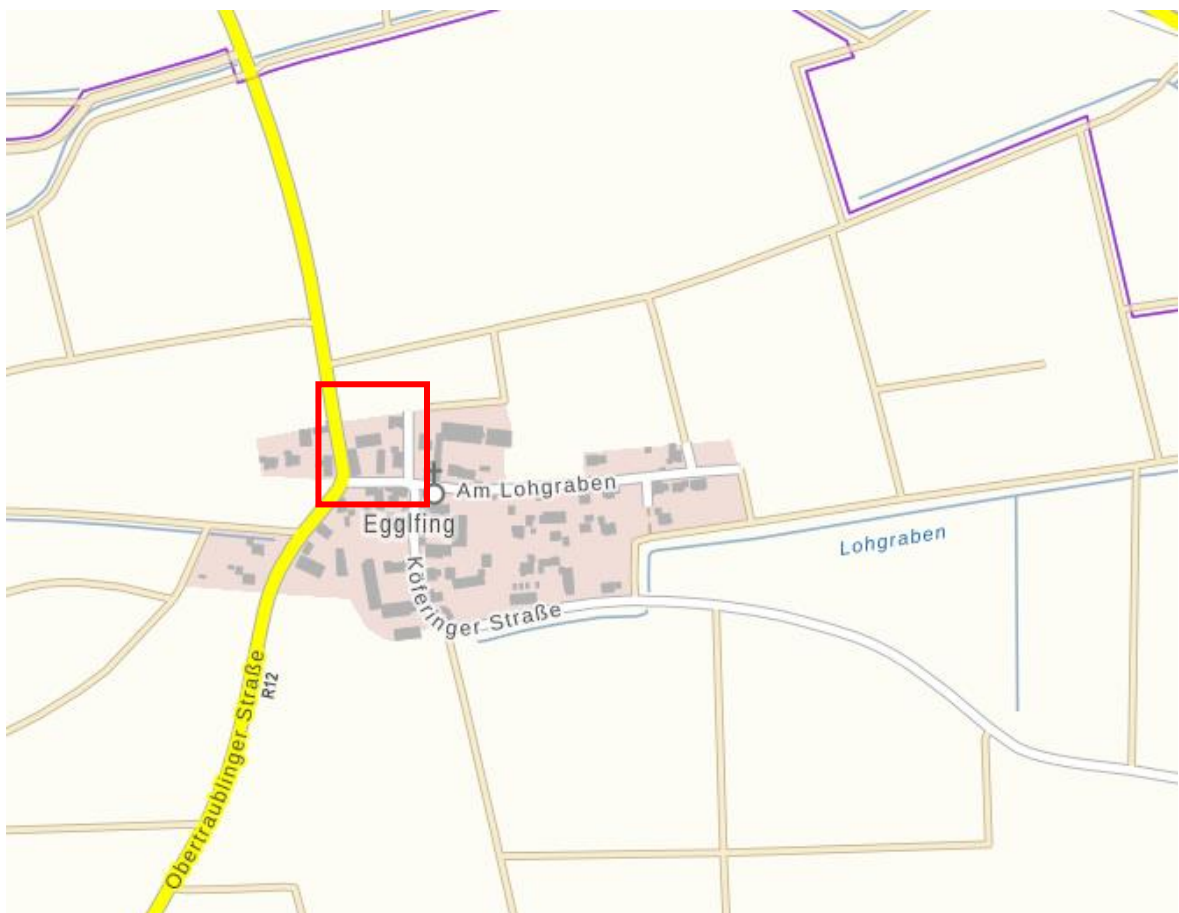 Am Lohgraben
Egglfing
Lohgraben
Köferinger Straße
Obertraublinger Straße
R12